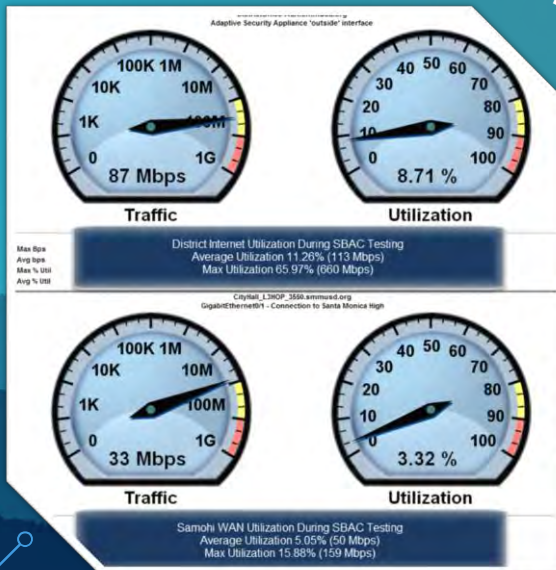 Adaptive Security Appliance 'outside' interface
0
1K
10K
100K 1M
10M
100M
1G
87 Mbps
Traffic
0
10
20
30
40
50
60
70
80
90
100
8.71 %
Utilization
Max Bps
Avg bps
Max % Util
Avg % Util
District Internet Utilization During SBAC Testing
Average Utilization 11.26% (113 Mbps)
Max Utilization 65.97% (660 Mbps)
CityHall_L3HOP_3550.smmusd.org
GigabitEthernet0/1 - Connection to Santa Monica High
0
1K
10K
100K 1M
10M
100M
1G
33 Mbps
Traffic
0
10
20
30
40
50
60
70
80
90
100
3.32 %
Utilization
Samohi WAN Utilization During SBAC Testing
Average Utilization 5.05% (50 Mbps)
Max Utilization 15.88% (159 Mbps)